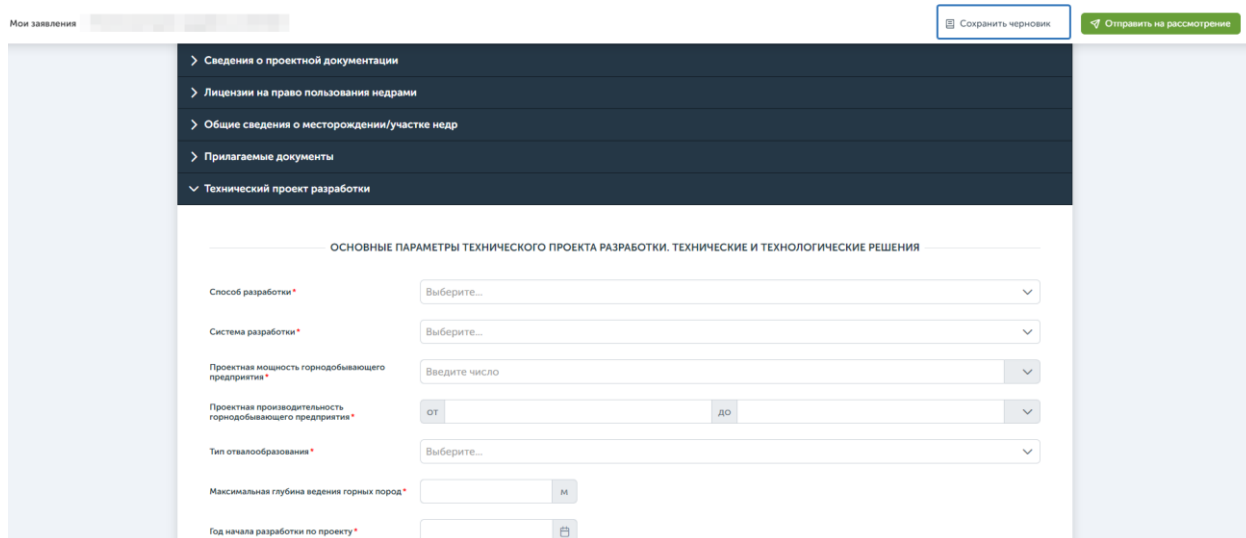 Мои заявления
Сохранить черновик
Отправить на рассмотрение
Сведения о проектной документации
Лицензии на право пользования недрами
Общие сведения о месторождении/участке недр
Прилагаемые документы
Технический проект разработки
ОСНОВНЫЕ ПАРАМЕТРЫ ТЕХНИЧЕСКОГО ПРОЕКТА РАЗРАБОТКИ. ТЕХНИЧЕСКИЕ И ТЕХНОЛОГИЧЕСКИЕ РЕШЕНИЯ
Способ разработки* Выберите...
Система разработки* Выберите...
Проектная мощность горнодобывающего
предприятия* Введите число
Проектная производительность
горнодобывающего предприятия* от до
Тип отвалообразования* Выберите...
Максимальная глубина ведения горных пород* м
Год начала разработки по проекту*